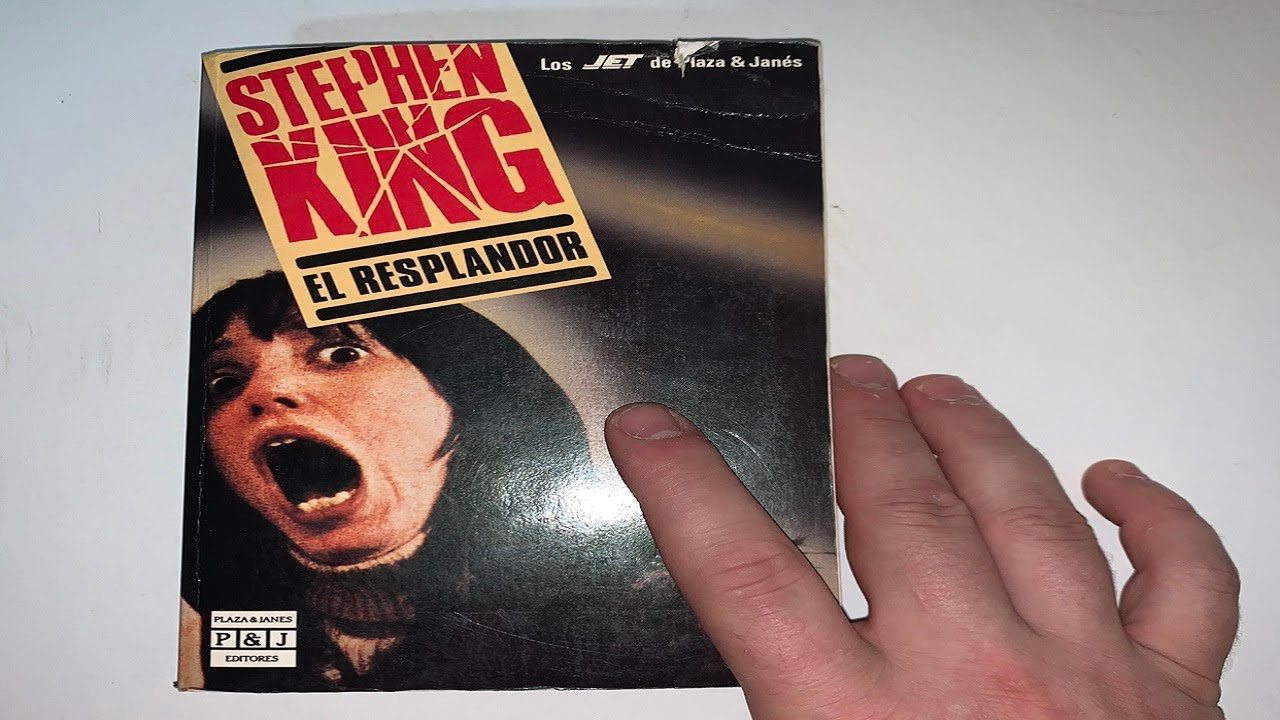 STEPHEN
KING
EL RESPLANDOR
Los JET de Plaza & Janés
PLAZA & JANES
P & J
EDITORES